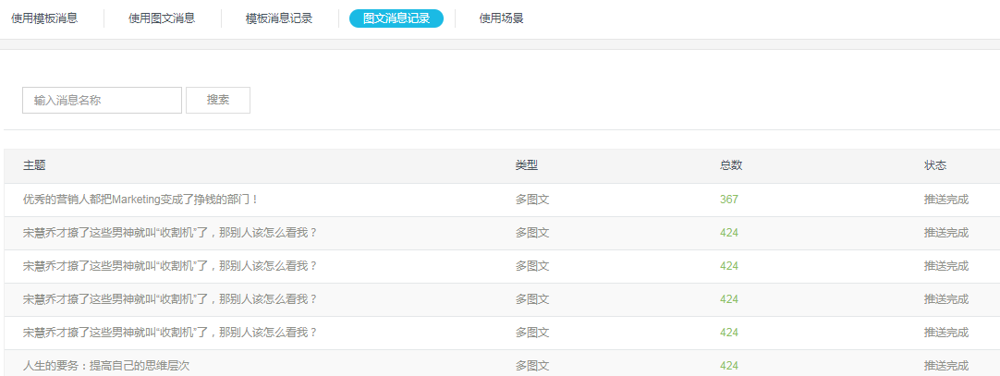 使用模板消息 使用图文消息 模板消息记录 图文消息记录 使用场景
输入消息名称 搜索
主题 类型 总数 状态
优秀的营销人都把Marketing变成了挣钱的部门！ 多图文 367 推送完成
宋慧乔才撩了这些男神就叫“收割机”了，那别人该怎么看我？ 多图文 424 推送完成
宋慧乔才撩了这些男神就叫“收割机”了，那别人该怎么看我？ 多图文 424 推送完成
宋慧乔才撩了这些男神就叫“收割机”了，那别人该怎么看我？ 多图文 424 推送完成
宋慧乔才撩了这些男神就叫“收割机”了，那别人该怎么看我？ 多图文 424 推送完成
人生的要务：提高自己的思维层次 多图文 424 推送完成